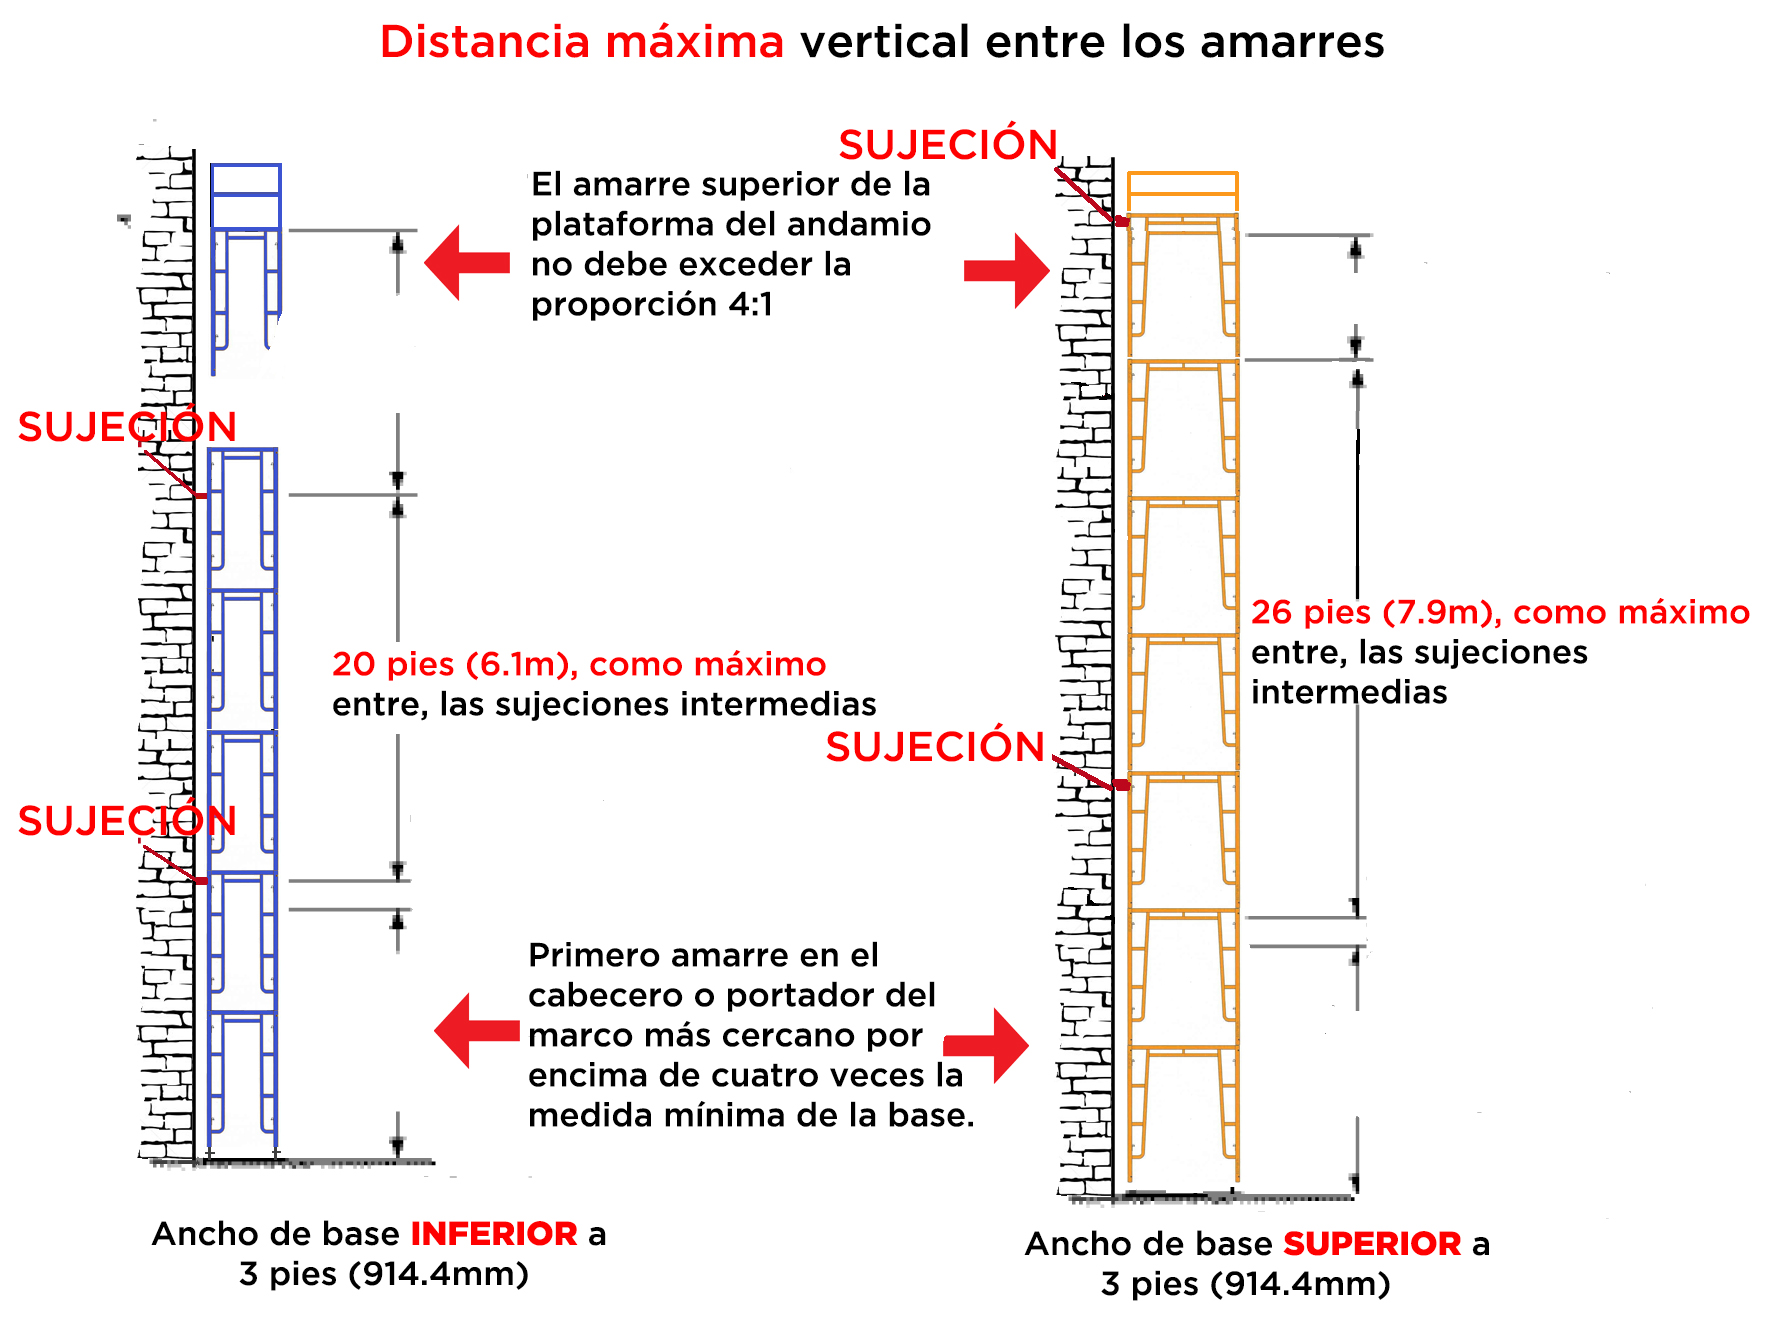 Distancia máxima vertical entre los amarres
SUJECIÓN
El amarre superior de la
plataforma del andamio
no debe exceder la
proporción 4:1
SUJECIÓN
20 pies (6.1m), como máximo
entre, las sujeciones intermedias
26 pies (7.9m), como máximo
entre, las sujeciones
intermedias
SUJECIÓN
SUJECIÓN
Primero amarre en el
cabecero o portador del
marco más cercano por
encima de cuatro veces la
medida mínima de la base.
Ancho de base INFERIOR a
3 pies (914.4mm)
Ancho de base SUPERIOR a
3 pies (914.4mm)